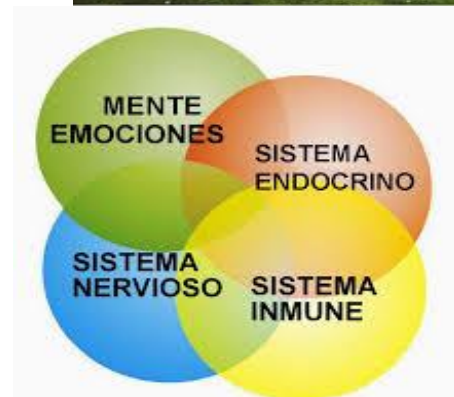 MENTE
EMOCIONES
SISTEMA
ENDOCRINO
SISTEMA
NERVIOSO
SISTEMA
INMUNE